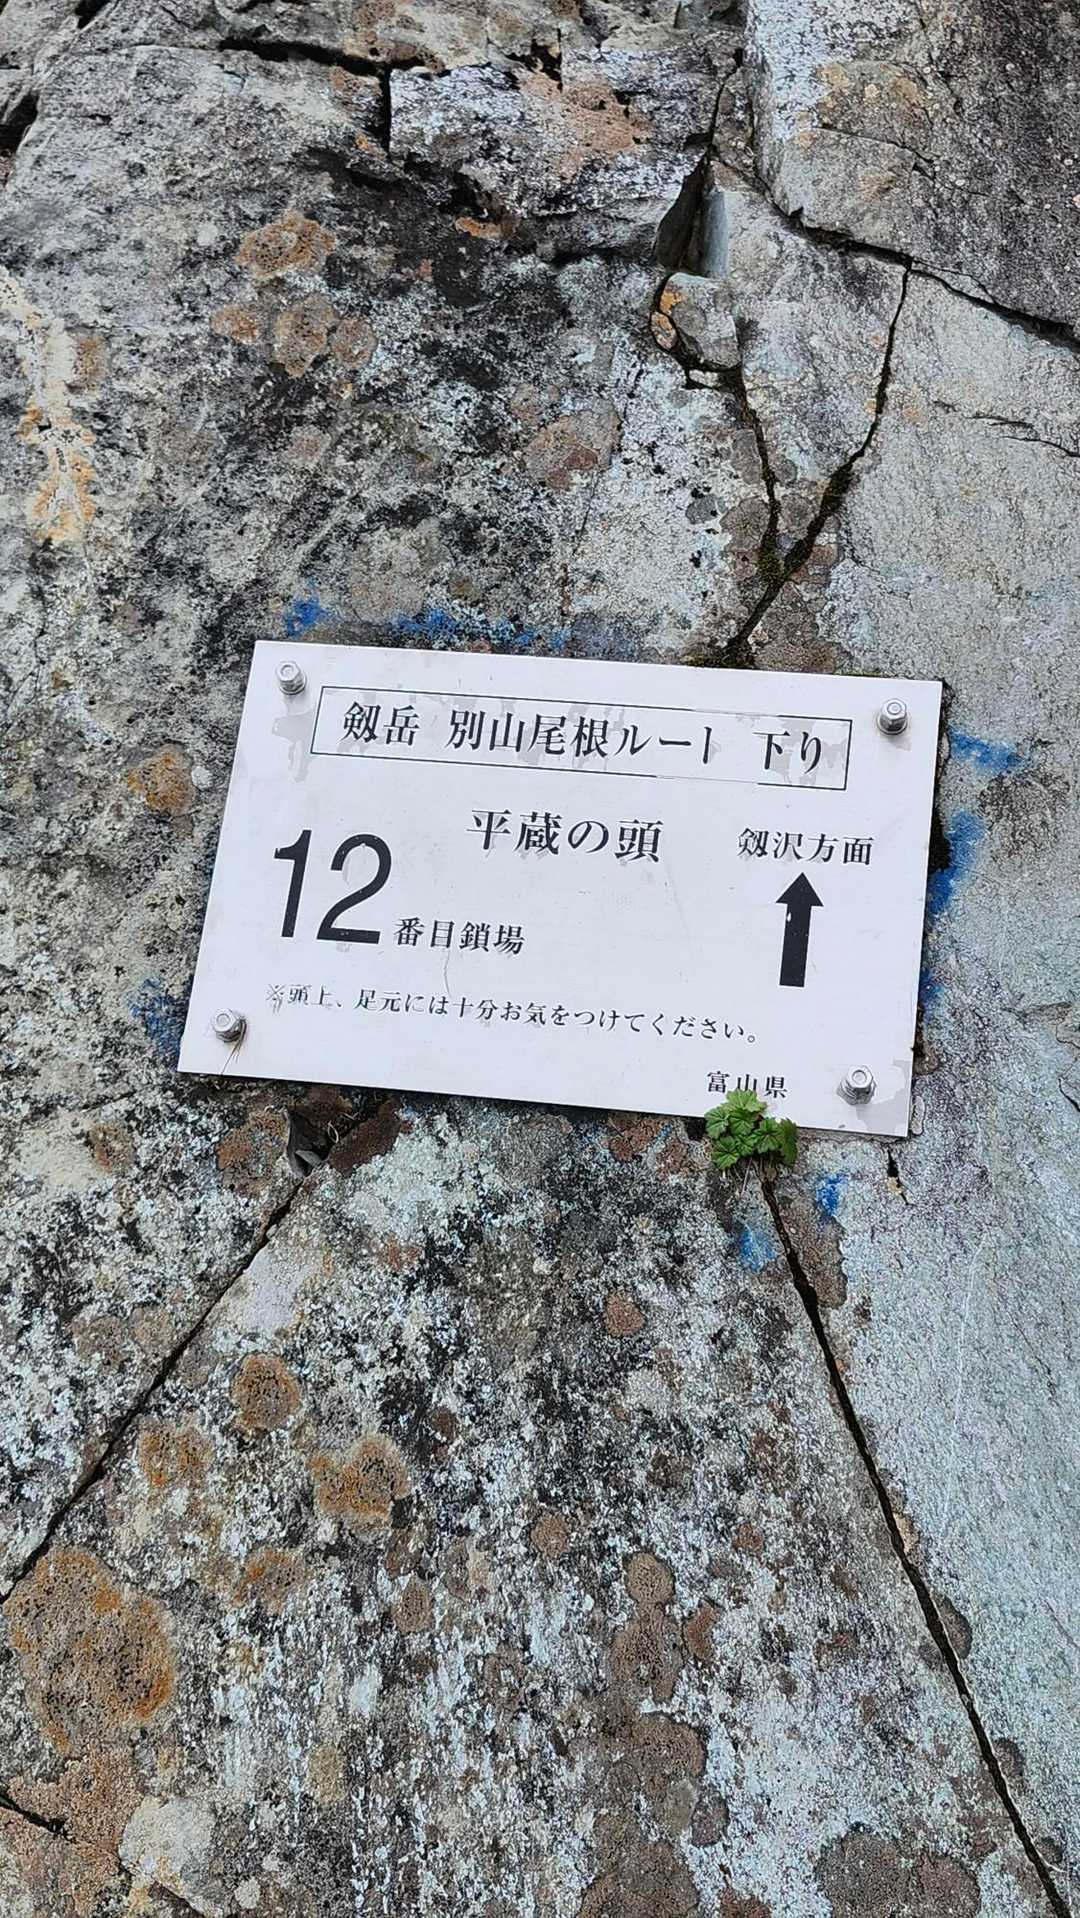 剱岳 別山尾根ルート 下り
平蔵の頭
剱沢方面
12番目鎖場
※頭上、足元には十分お気をつけてください。
富山県